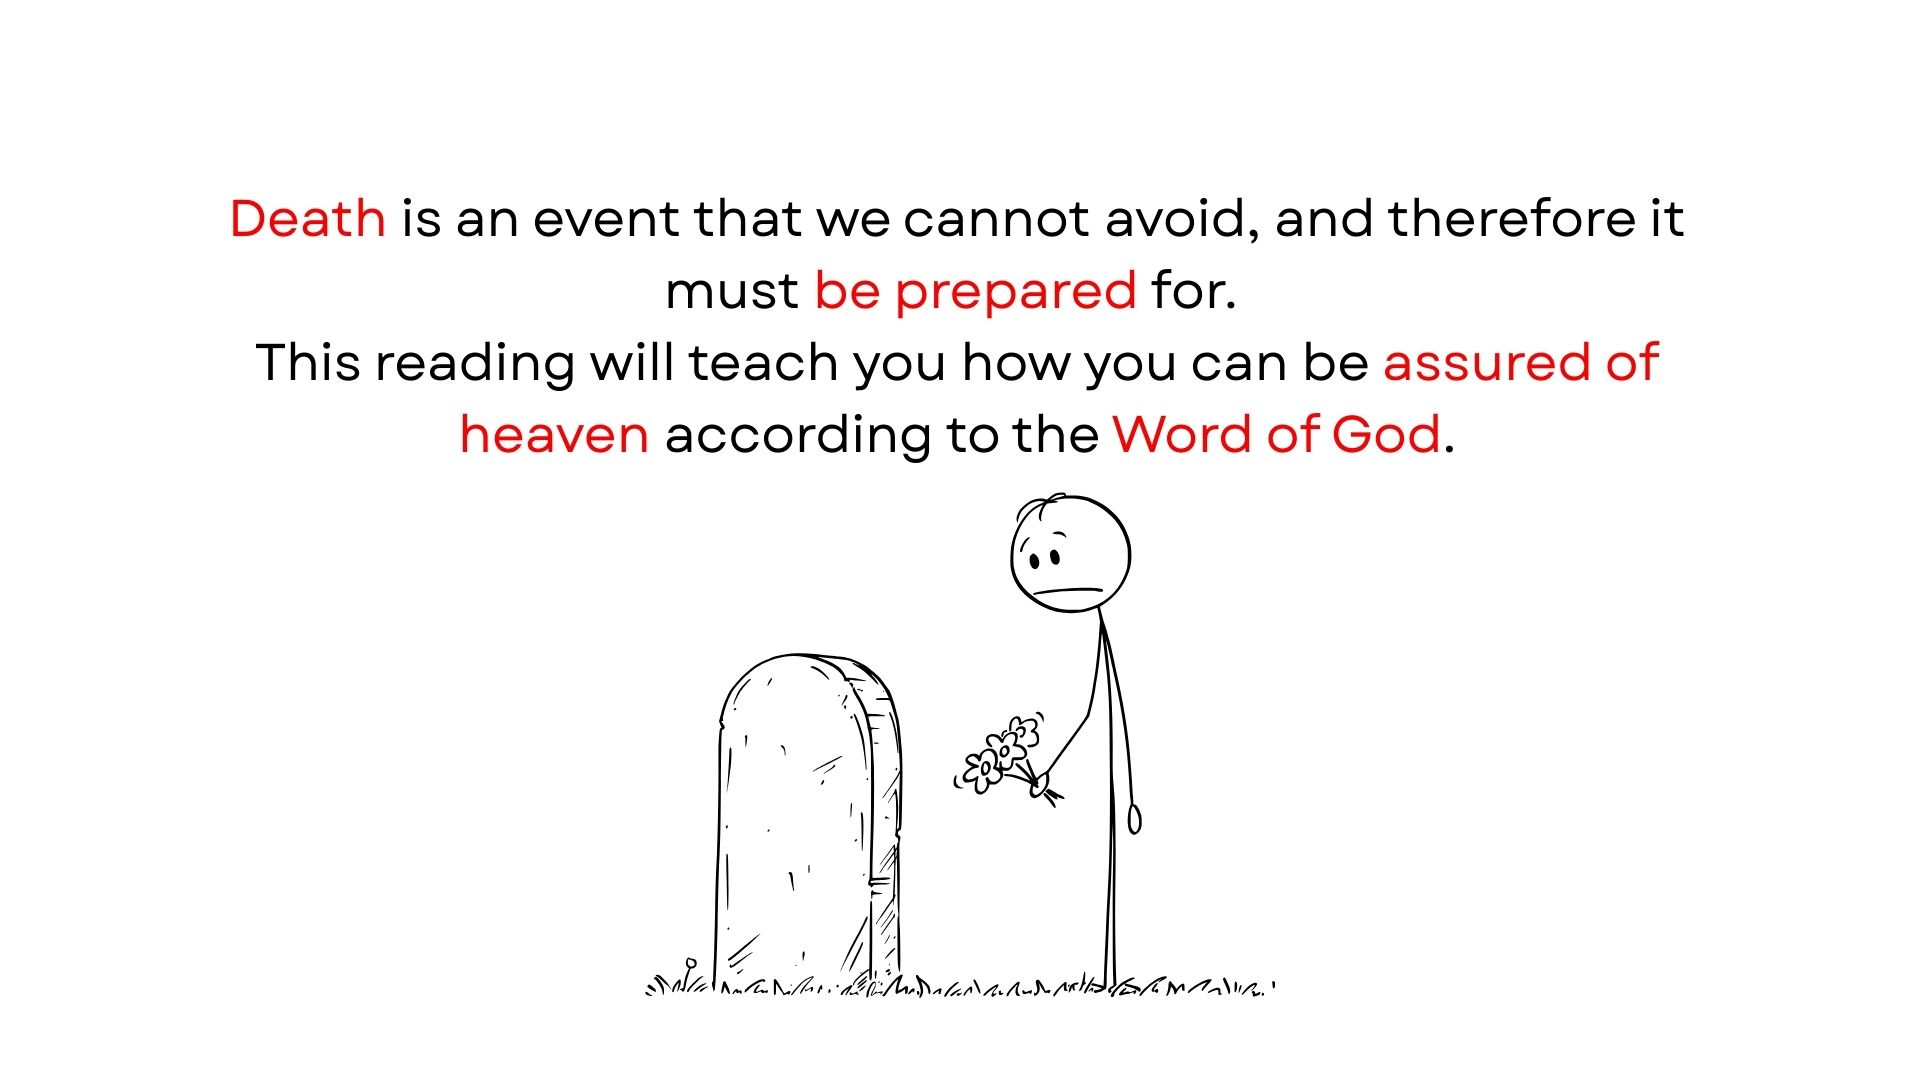 Death is an event that we cannot avoid, and therefore it
must be prepared for.
This reading will teach you how you can be assured of
heaven according to the Word of God.